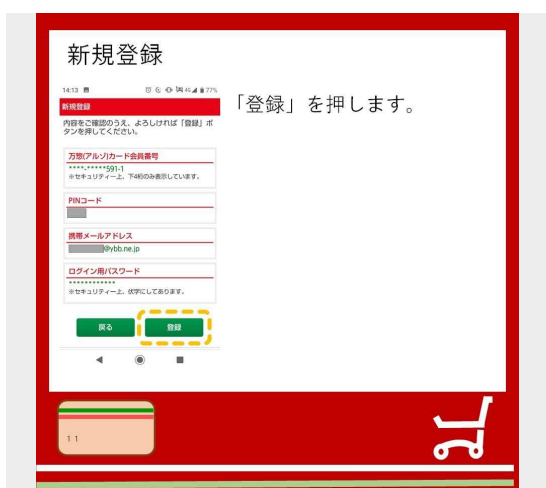 新規登録
14:13
4G
77%
新規登録
「登録」を押します。
内容をご確認のうえ、よろしければ「登録」ボ
タンを押してください。
万惣(アルゾ)カード会員番号
****-*****591-1
※セキュリティー上、下4桁のみ表示しています。
PINコード
携帯メールアドレス
@ybb.ne.jp
ログイン用パスワード
************
※セキュリティー上、伏字にしてあります。
戻る
登録
11